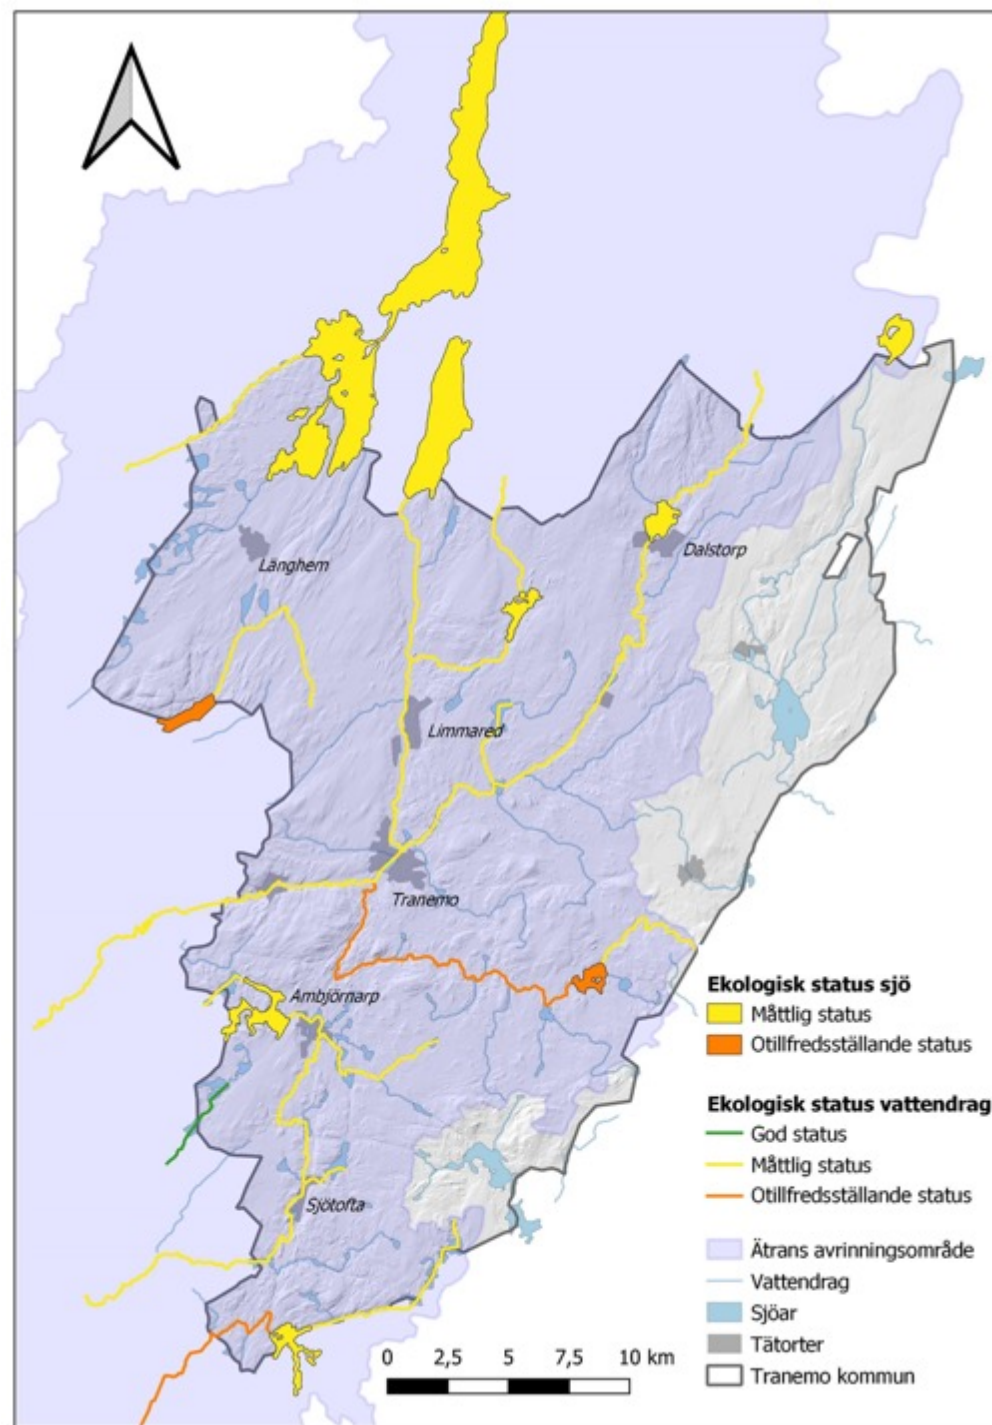 Länghem
Dalstorp
Limmared
Tranemo
Ambjörnarp
Sjötofta
Ekologisk status sjö
Måttlig status
Otillfredsställande status
Ekologisk status vattendrag
God status
Måttlig status
Otillfredsställande status
Ätrans avrinningsområde
Vattendrag
Sjöar
Tätorter
Tranemo kommun
0 2,5 5 7,5 10 km